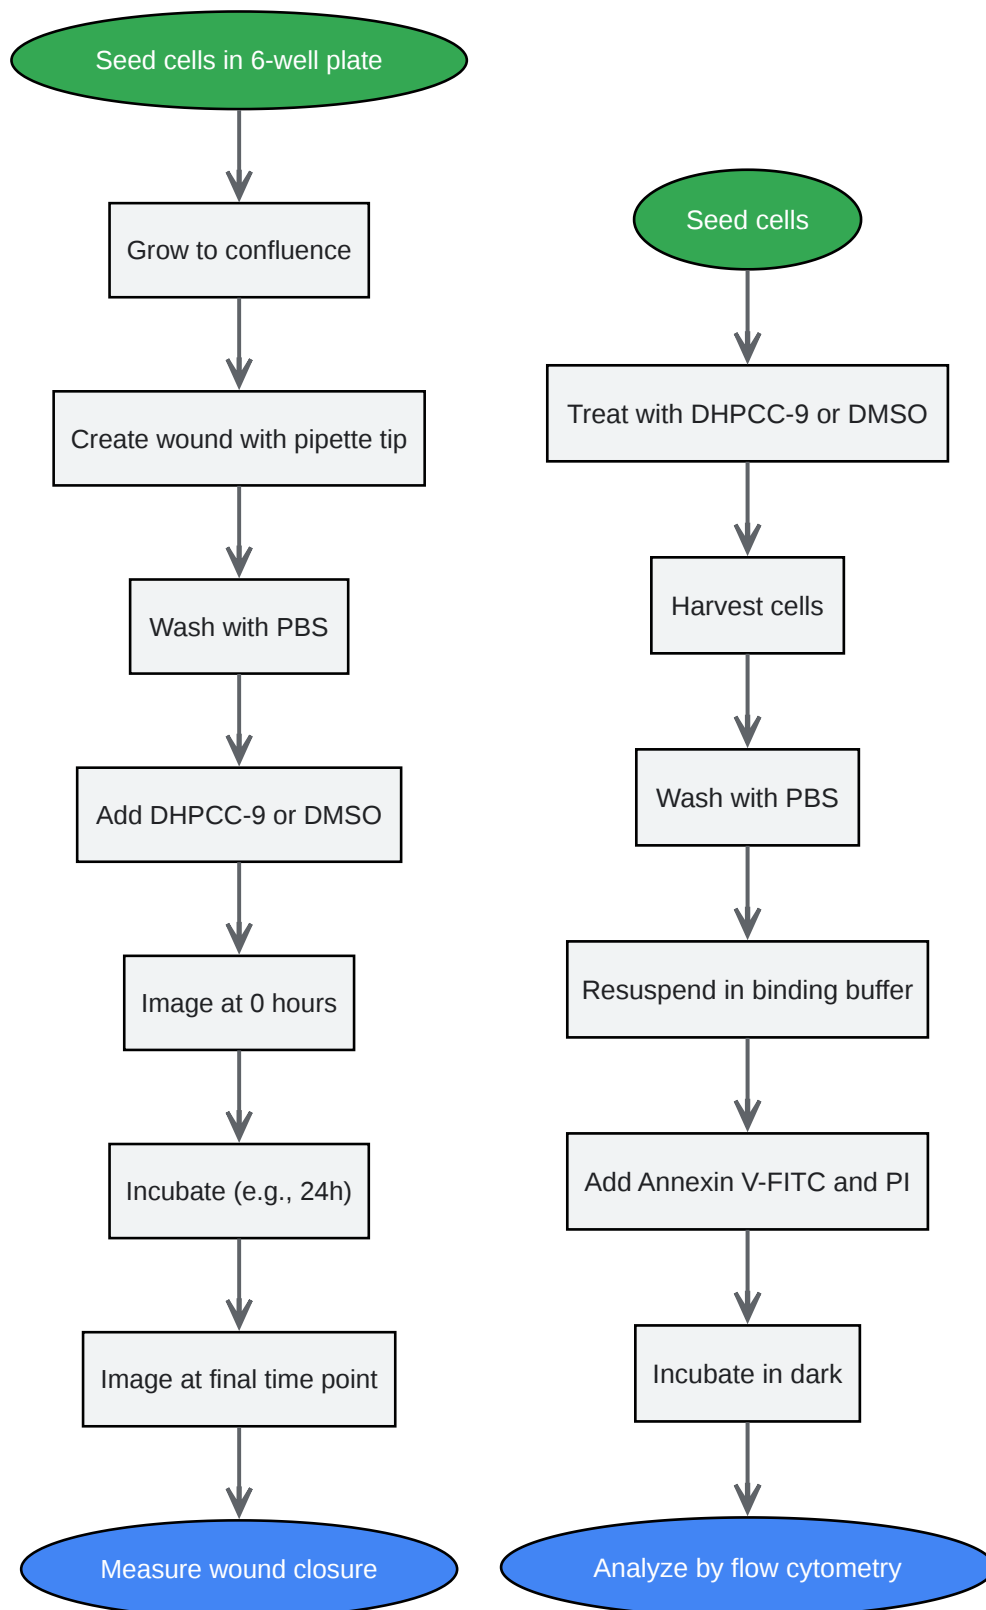 Seed cells in 6-well plate
Grow to confluence
Create wound with pipette tip
Wash with PBS
Add DHPCC-9 or DMSO
Image at 0 hours
Incubate (e.g., 24h)
Image at final time point
Measure wound closure
Seed cells
Treat with DHPCC-9 or DMSO
Harvest cells
Wash with PBS
Resuspend in binding buffer
Add Annexin V-FITC and PI
Incubate in dark
Analyze by flow cytometry